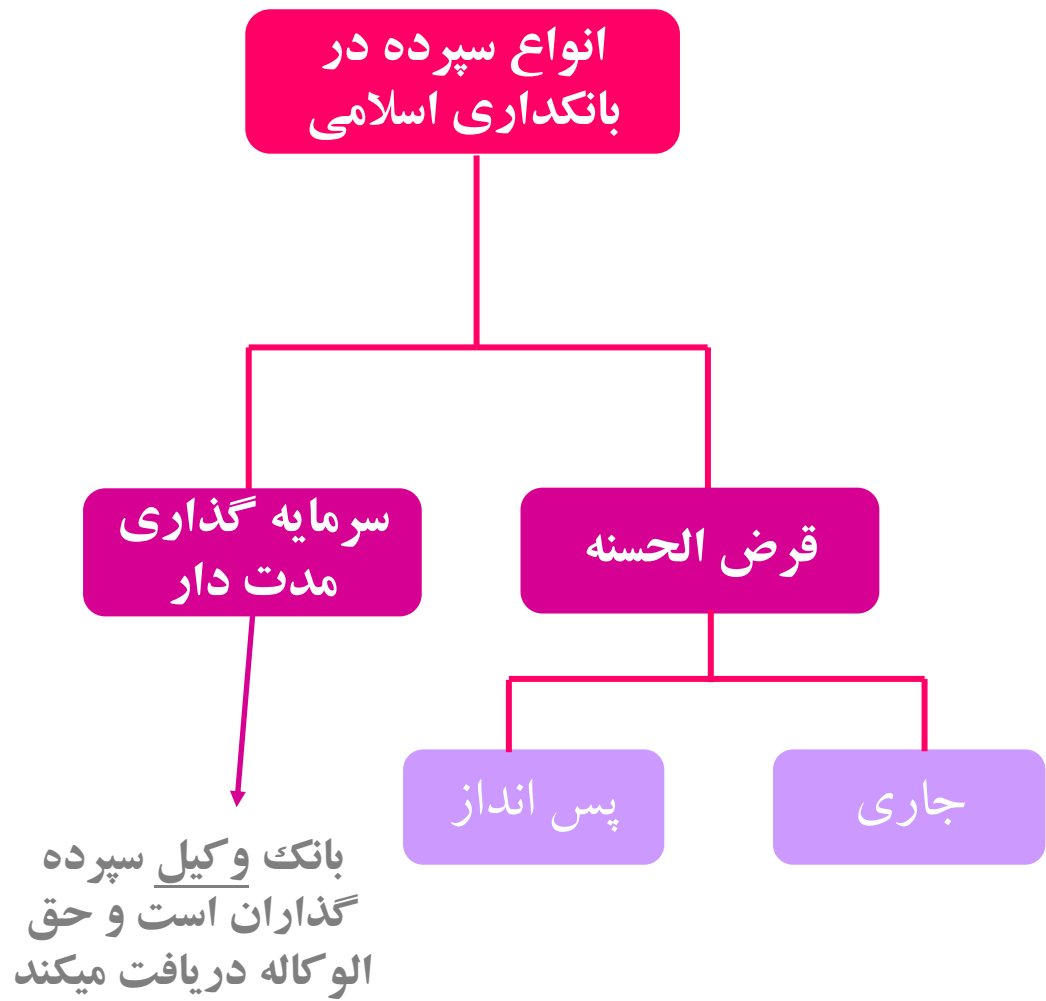 انواع سپرده در
بانکداری اسلامی
قرض الحسنه
سرمایه گذاری
مدت دار
جاری
پس انداز
بانک وکیل سپرده
گذاران است و حق
الوکاله دریافت میکند